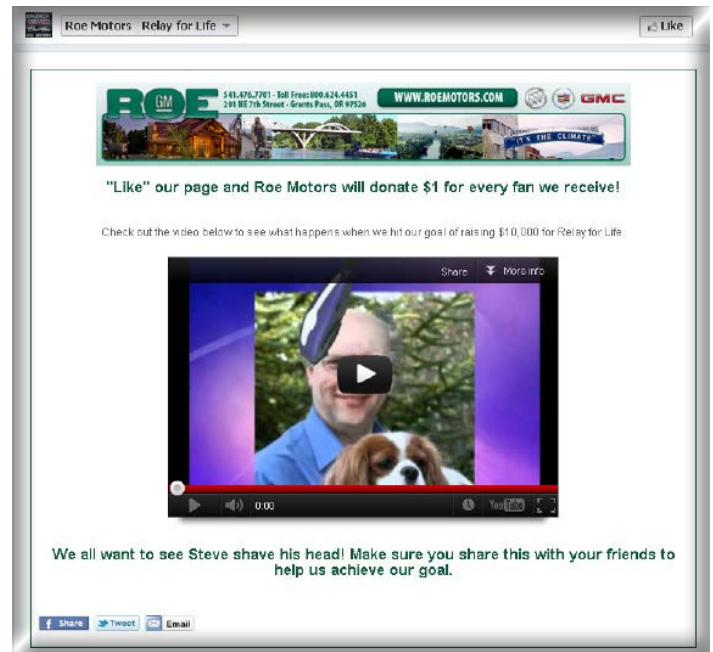 Roe Motors Relay for Life
Like
ROE
GM
541.476.7701 - Toll Free: 800.624.4451
201 NE 7th Street - Grants Pass, OR 97526
WWW.ROEMOTORS.COM
GMC
IT'S THE CLIMATE
"Like" our page and Roe Motors will donate $1 for every fan we receive!
Check out the video below to see what happens when we hit our goal of raising $10,000 for Relay for Life.
Share
More info
0:00
YouTube
We all want to see Steve shave his head! Make sure you share this with your friends to
help us achieve our goal.
f Share
Tweet
Email